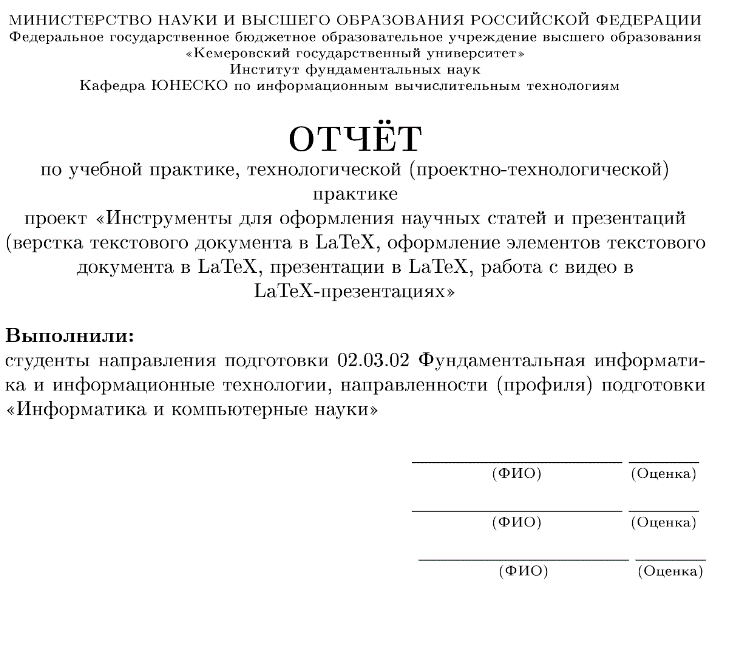 МИНИСТЕРСТВО НАУКИ И ВЫСШЕГО ОБРАЗОВАНИЯ РОССИЙСКОЙ ФЕДЕРАЦИИ
Федеральное государственное бюджетное образовательное учреждение высшего образования
«Кемеровский государственный университет»
Институт фундаментальных наук
Кафедра ЮНЕСКО по информационным вычислительным технологиям
ОТЧЁТ
по учебной практике, технологической (проектно-технологической)
практике
проект «Инструменты для оформления научных статей и презентаций
(верстка текстового документа в LaTeX, оформление элементов текстового
документа в LaTeX, презентации в LaTeX, работа с видео в
LaTeX-презентациях»
Выполнили:
студенты направления подготовки 02.03.02 Фундаментальная информати-
ка и информационные технологии, направленности (профиля) подготовки
«Информатика и компьютерные науки»
(ФИО) (Оценка)
(ФИО) (Оценка)
(ФИО) (Оценка)